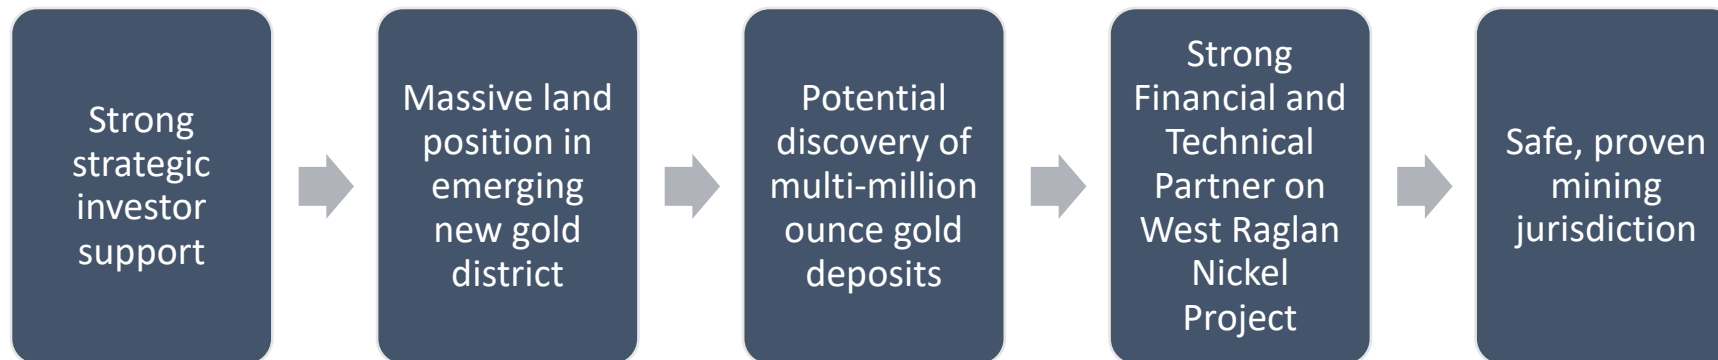 Strong
strategic
investor
support
Massive land
position in
emerging
new gold
district
Potential
discovery of
multi-million
ounce gold
deposits
Strong
Financial and
Technical
Partner on
West Raglan
Nickel
Project
Safe, proven
mining
jurisdiction